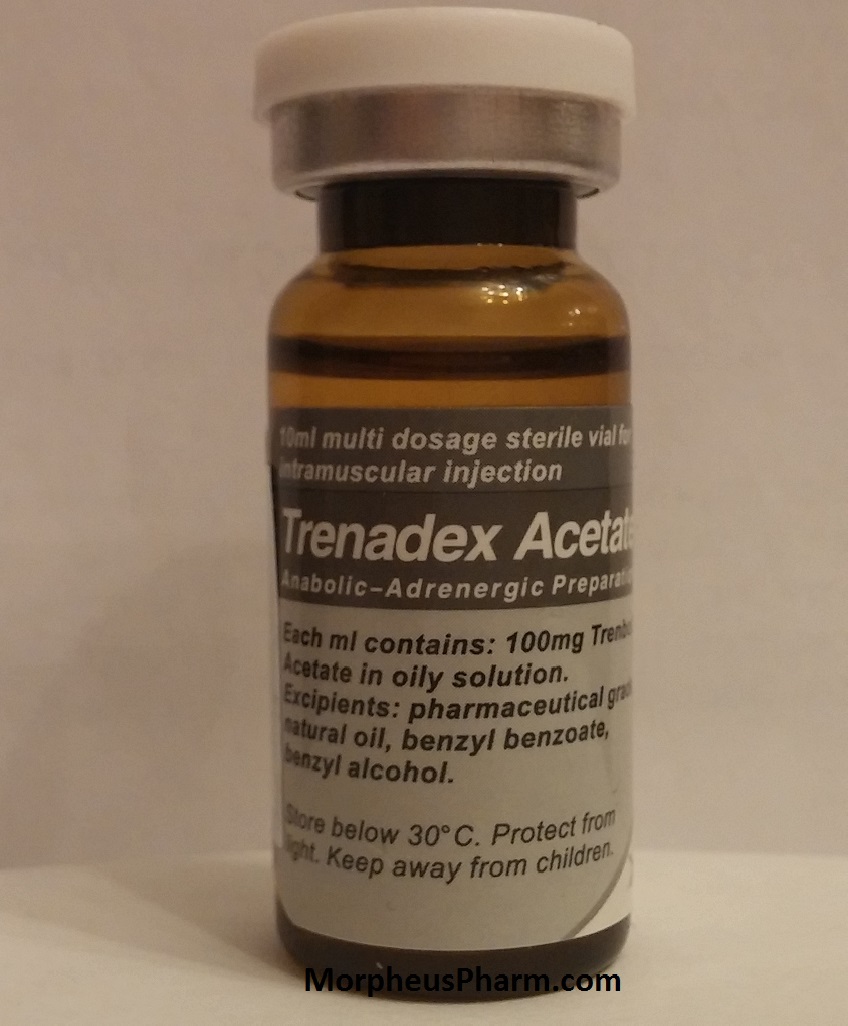 10ml multi dosage sterile vial for
intramuscular injection
Trenadex Acetate
Anabolic-Adrenergic
Each ml contains: 100mg
Acetate in oily solution.
Excipients: pharmaceutical
natural oil, benzyl benzoate,
benzyl alcohol.
Store below 30°C. Protect from
light. Keep away from children.
MorpheusPharm.com